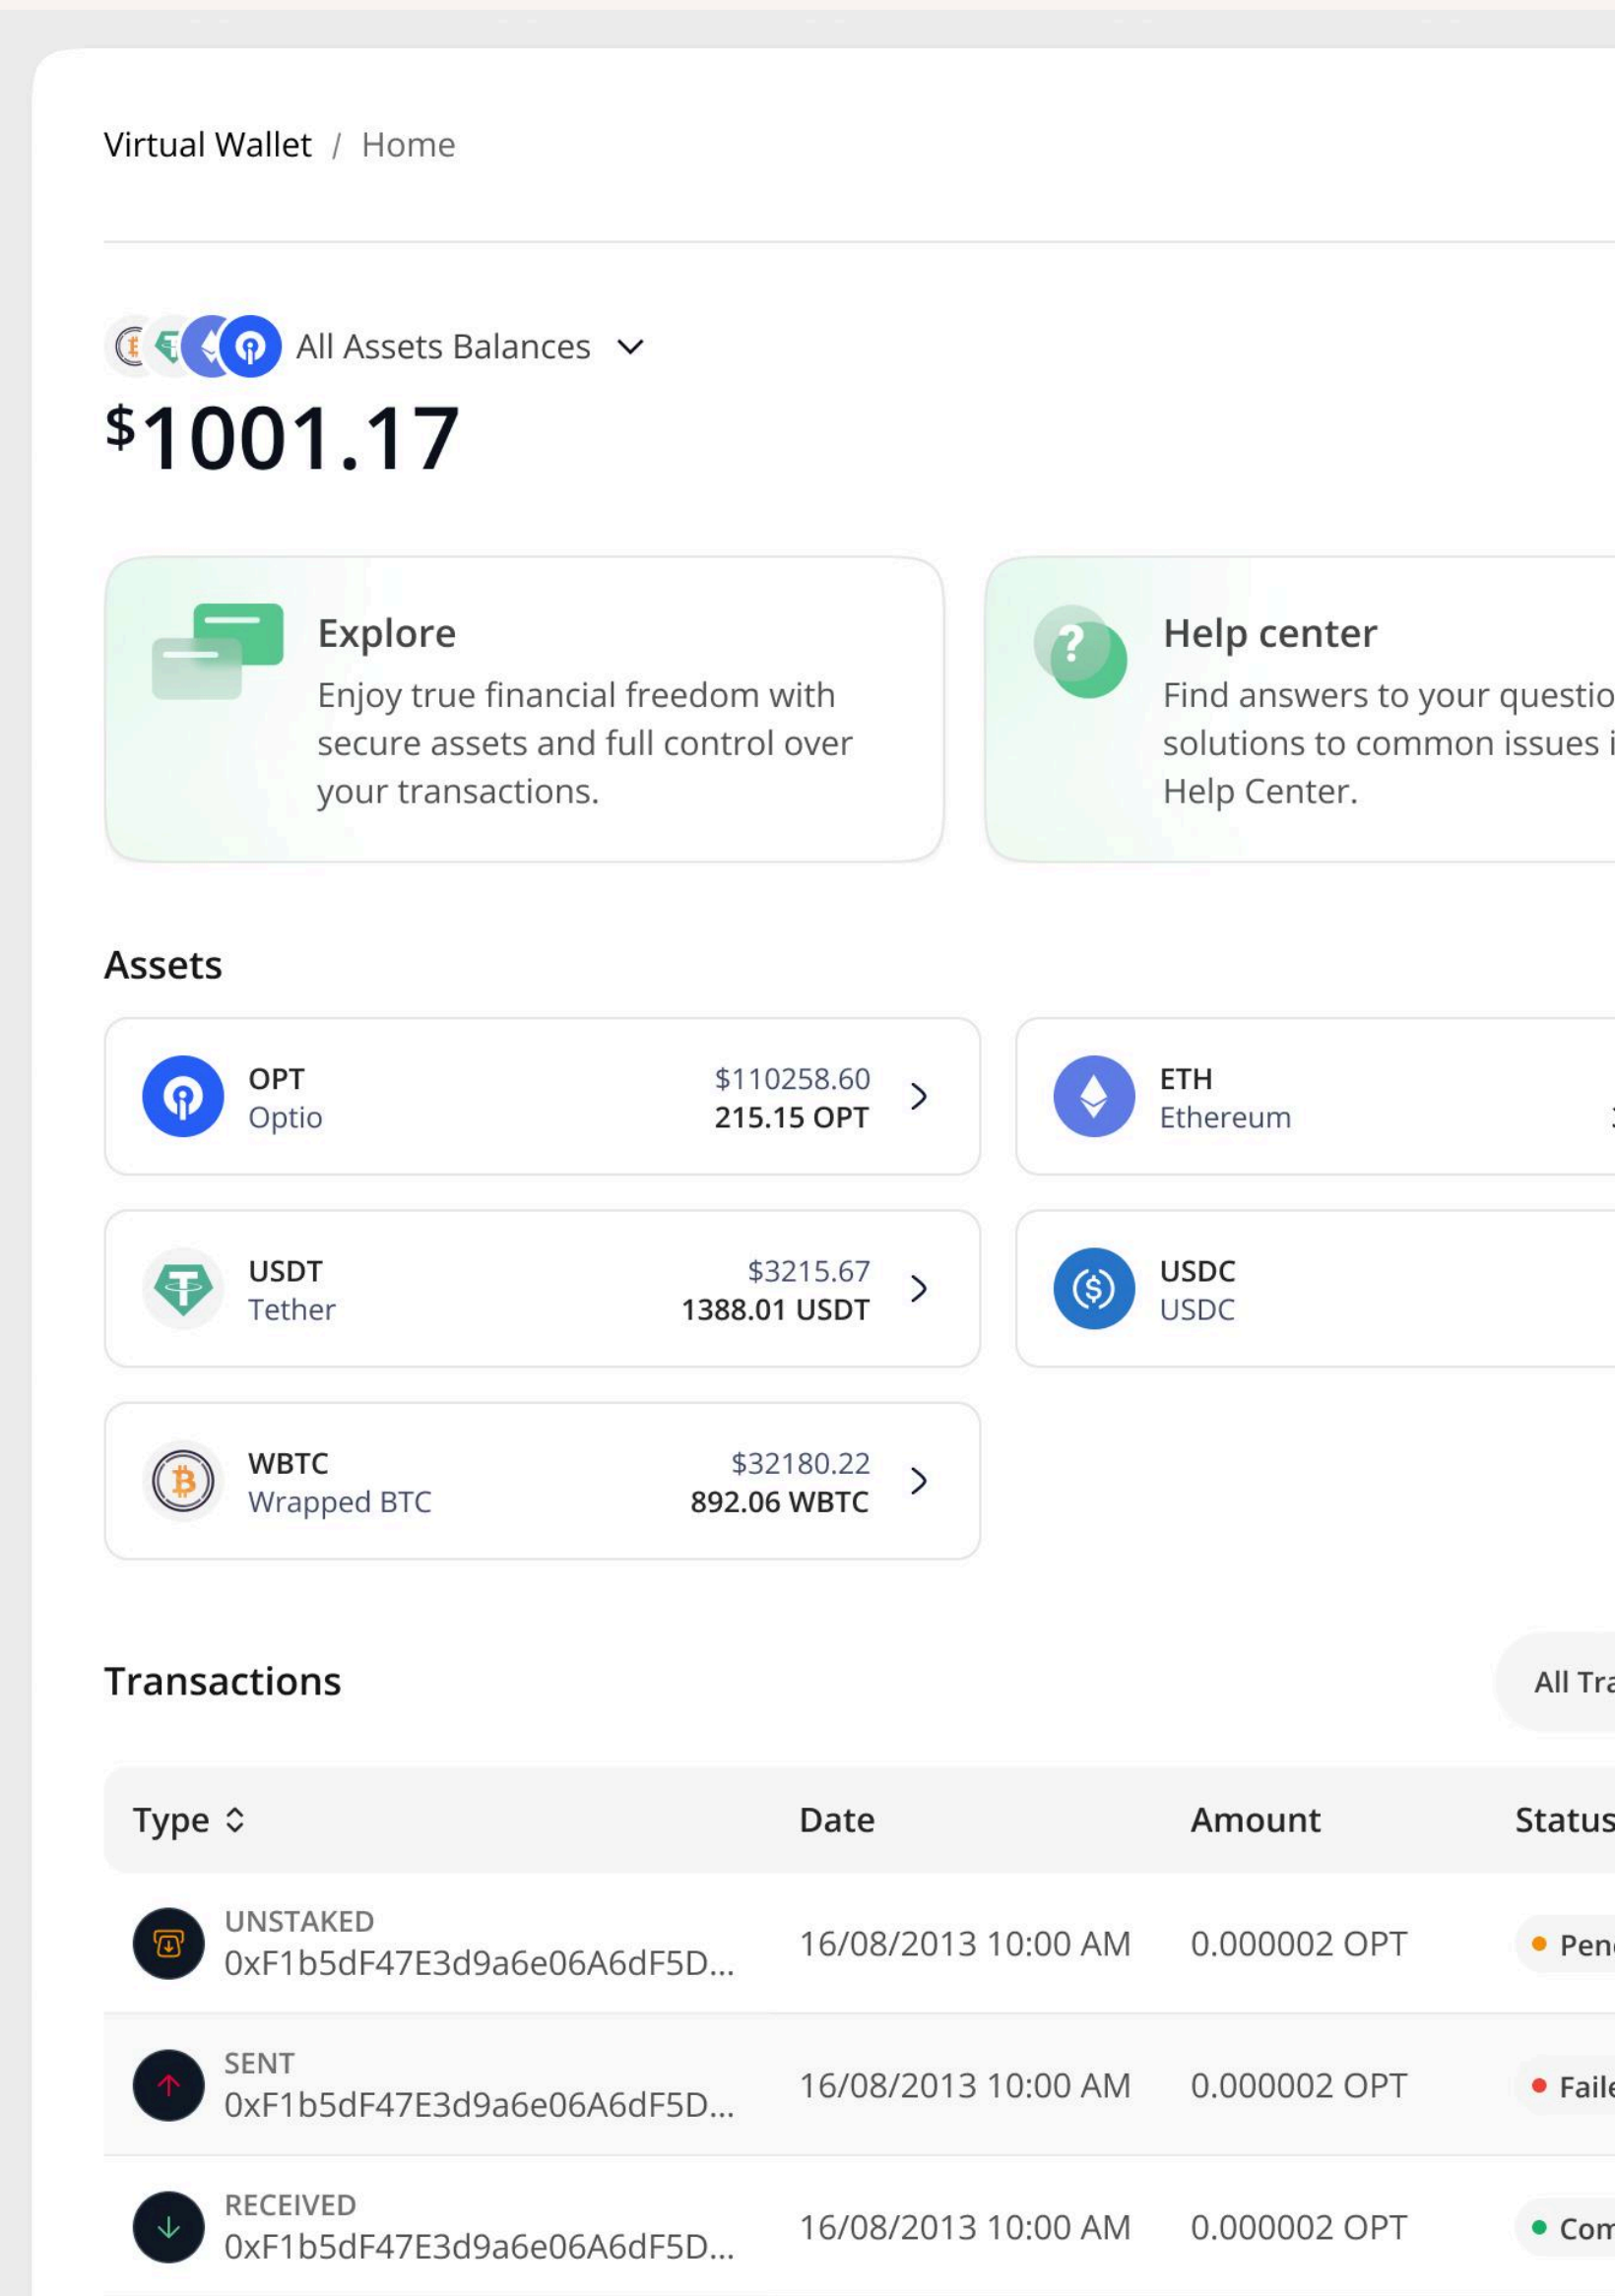 Virtual Wallet / Home
All Assets Balances
$1001.17
Explore
Enjoy true financial freedom with
secure assets and full control over
your transactions.
Help center
Find answers to your questio
solutions to common issues i
Help Center.
Assets
OPT
Optio
$110258.60
215.15 OPT
ETH
Ethereum
USDT
Tether
$3215.67
1388.01 USDT
USDC
USDC
WBTC
Wrapped BTC
$32180.22
892.06 WBTC
Transactions
All Tra
Type Date Amount Status
UNSTAKED
0xF1b5dF47E3d9a6e06A6dF5D...
16/08/2013 10:00 AM 0.000002 OPT Pen
SENT
0xF1b5dF47E3d9a6e06A6dF5D...
16/08/2013 10:00 AM 0.000002 OPT Faile
RECEIVED
0xF1b5dF47E3d9a6e06A6dF5D...
16/08/2013 10:00 AM 0.000002 OPT Com